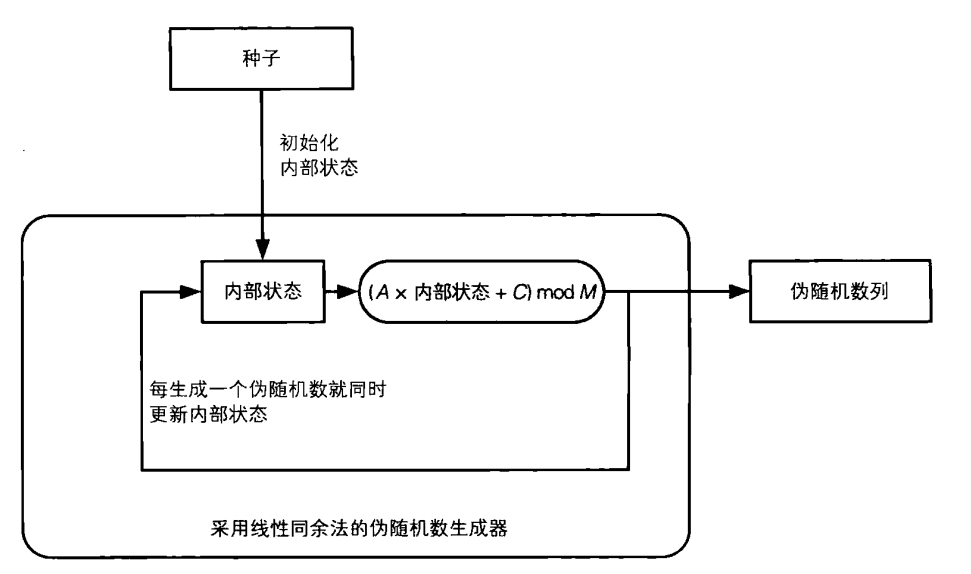 种子
初始化
内部状态
内部状态
(A × 内部状态 + C) mod M
伪随机数列
每生成一个伪随机数就同时
更新内部状态
采用线性同余法的伪随机数生成器